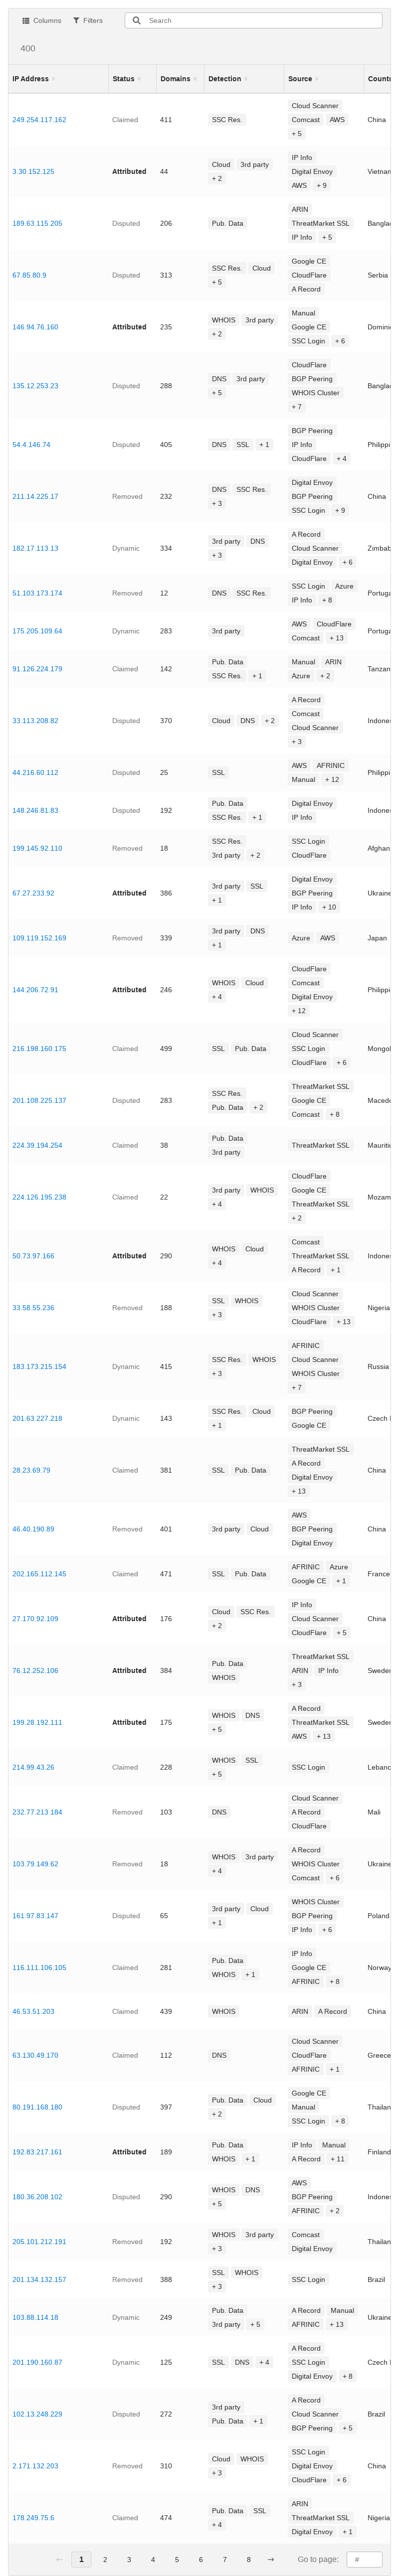 Columns Filters Search
400
IP Address Status Domains Detection Source
249.254.117.162 Claimed 411 SSC Res. Cloud Scanner Comcast AWS + 5 China
3.30.152.125 Attributed 44 Cloud 3rd party + 2 IP Info Digital Envoy AWS + 9 Vietnam
189.63.115.205 Disputed 206 Pub. Data ARIN ThreatMarket SSL IP Info + 5
67.85.80.9 Disputed 313 SSC Res. Cloud + 5 Google CE CloudFlare A Record Serbia
146.94.76.160 Attributed 235 WHOIS 3rd party + 2 Manual Google CE SSC Login + 6
135.12.253.23 Disputed 288 DNS 3rd party + 5 CloudFlare BGP Peering WHOIS Cluster + 7
54.4.146.74 Disputed 405 DNS SSL + 1 BGP Peering IP Info CloudFlare + 4
211.14.225.17 Removed 232 DNS SSC Res. + 3 Digital Envoy BGP Peering SSC Login + 9 China
182.17.113.13 Dynamic 334 3rd party DNS + 3 A Record Cloud Scanner Digital Envoy + 6
51.103.173.174 Removed 12 DNS SSC Res. SSC Login Azure IP Info + 8
175.205.109.64 Dynamic 283 3rd party AWS CloudFlare Comcast + 13
91.126.224.179 Claimed 142 Pub. Data SSC Res. + 1 Manual ARIN Azure + 2
33.113.208.82 Disputed 370 Cloud DNS + 2 A Record Comcast Cloud Scanner + 3
44.216.60.112 Disputed 25 SSL AWS AFRINIC Manual + 12
148.246.81.83 Disputed 192 Pub. Data SSC Res. + 1 Digital Envoy IP Info
199.145.92.110 Removed 18 SSC Res. 3rd party + 2 SSC Login CloudFlare
67.27.233.92 Attributed 386 3rd party SSL + 1 Digital Envoy BGP Peering IP Info + 10 Ukraine
109.119.152.169 Removed 339 3rd party DNS + 1 Azure AWS Japan
144.206.72.91 Attributed 246 WHOIS Cloud + 4 CloudFlare Comcast Digital Envoy + 12
216.198.160.175 Claimed 499 SSL Pub. Data Cloud Scanner SSC Login CloudFlare + 6
201.108.225.137 Disputed 283 SSC Res. Pub. Data + 2 ThreatMarket SSL Google CE Comcast + 8
224.39.194.254 Claimed 38 Pub. Data 3rd party ThreatMarket SSL
224.126.195.238 Claimed 22 3rd party WHOIS + 4 CloudFlare Google CE ThreatMarket SSL + 2
50.73.97.166 Attributed 290 WHOIS Cloud + 4 Comcast ThreatMarket SSL A Record + 1
33.58.55.236 Removed 188 SSL WHOIS + 3 Cloud Scanner WHOIS Cluster CloudFlare + 13 Nigeria
183.173.215.154 Dynamic 415 SSC Res. WHOIS + 3 AFRINIC Cloud Scanner WHOIS Cluster + 7 Russia
201.63.227.218 Dynamic 143 SSC Res. Cloud + 1 BGP Peering Google CE Czech
28.23.69.79 Claimed 381 SSL Pub. Data ThreatMarket SSL A Record Digital Envoy + 13 China
46.40.190.89 Removed 401 3rd party Cloud AWS BGP Peering Digital Envoy China
202.165.112.145 Claimed 471 SSL Pub. Data AFRINIC Azure Google CE + 1 France
27.170.92.109 Attributed 176 Cloud SSC Res. + 2 IP Info Cloud Scanner CloudFlare + 5 China
76.12.252.106 Attributed 384 Pub. Data WHOIS ThreatMarket SSL ARIN IP Info + 3 Sweden
199.28.192.111 Attributed 175 WHOIS DNS + 5 A Record ThreatMarket SSL AWS + 13 Sweden
214.99.43.26 Claimed 228 WHOIS SSL + 5 SSC Login
232.77.213.184 Removed 103 DNS Cloud Scanner A Record CloudFlare Mali
103.79.149.62 Removed 18 WHOIS 3rd party + 4 A Record WHOIS Cluster Comcast + 6 Ukraine
161.97.83.147 Disputed 65 3rd party Cloud + 1 WHOIS Cluster BGP Peering IP Info + 6 Poland
116.111.106.105 Claimed 281 Pub. Data WHOIS + 1 IP Info Google CE AFRINIC + 8 Norway
46.53.51.203 Claimed 439 WHOIS ARIN A Record China
63.130.49.170 Claimed 112 DNS Cloud Scanner CloudFlare AFRINIC + 1 Greece
80.191.168.180 Disputed 397 Pub. Data Cloud + 2 Google CE Manual SSC Login + 8
192.83.217.161 Attributed 189 Pub. Data WHOIS + 1 IP Info Manual A Record + 11 Finland
180.36.208.102 Disputed 290 WHOIS DNS + 5 AWS BGP Peering AFRINIC + 2
205.101.212.191 Removed 192 WHOIS 3rd party + 3 Comcast Digital Envoy
201.134.132.157 Removed 388 SSL WHOIS + 3 SSC Login Brazil
103.88.114.18 Dynamic 249 Pub. Data 3rd party + 5 A Record Manual AFRINIC + 13 Ukraine
201.190.160.87 Dynamic 125 SSL DNS + 4 A Record SSC Login Digital Envoy + 8 Czech
102.13.248.229 Disputed 272 3rd party Pub. Data + 1 A Record Cloud Scanner BGP Peering + 5 Brazil
2.171.132.203 Removed 310 Cloud WHOIS + 3 SSC Login Digital Envoy CloudFlare + 6 China
178.249.75.6 Claimed 474 Pub. Data SSL + 4 ARIN ThreatMarket SSL Digital Envoy + 1 Nigeria
← 1 2 3 4 5 6 7 8 → Go to page: #